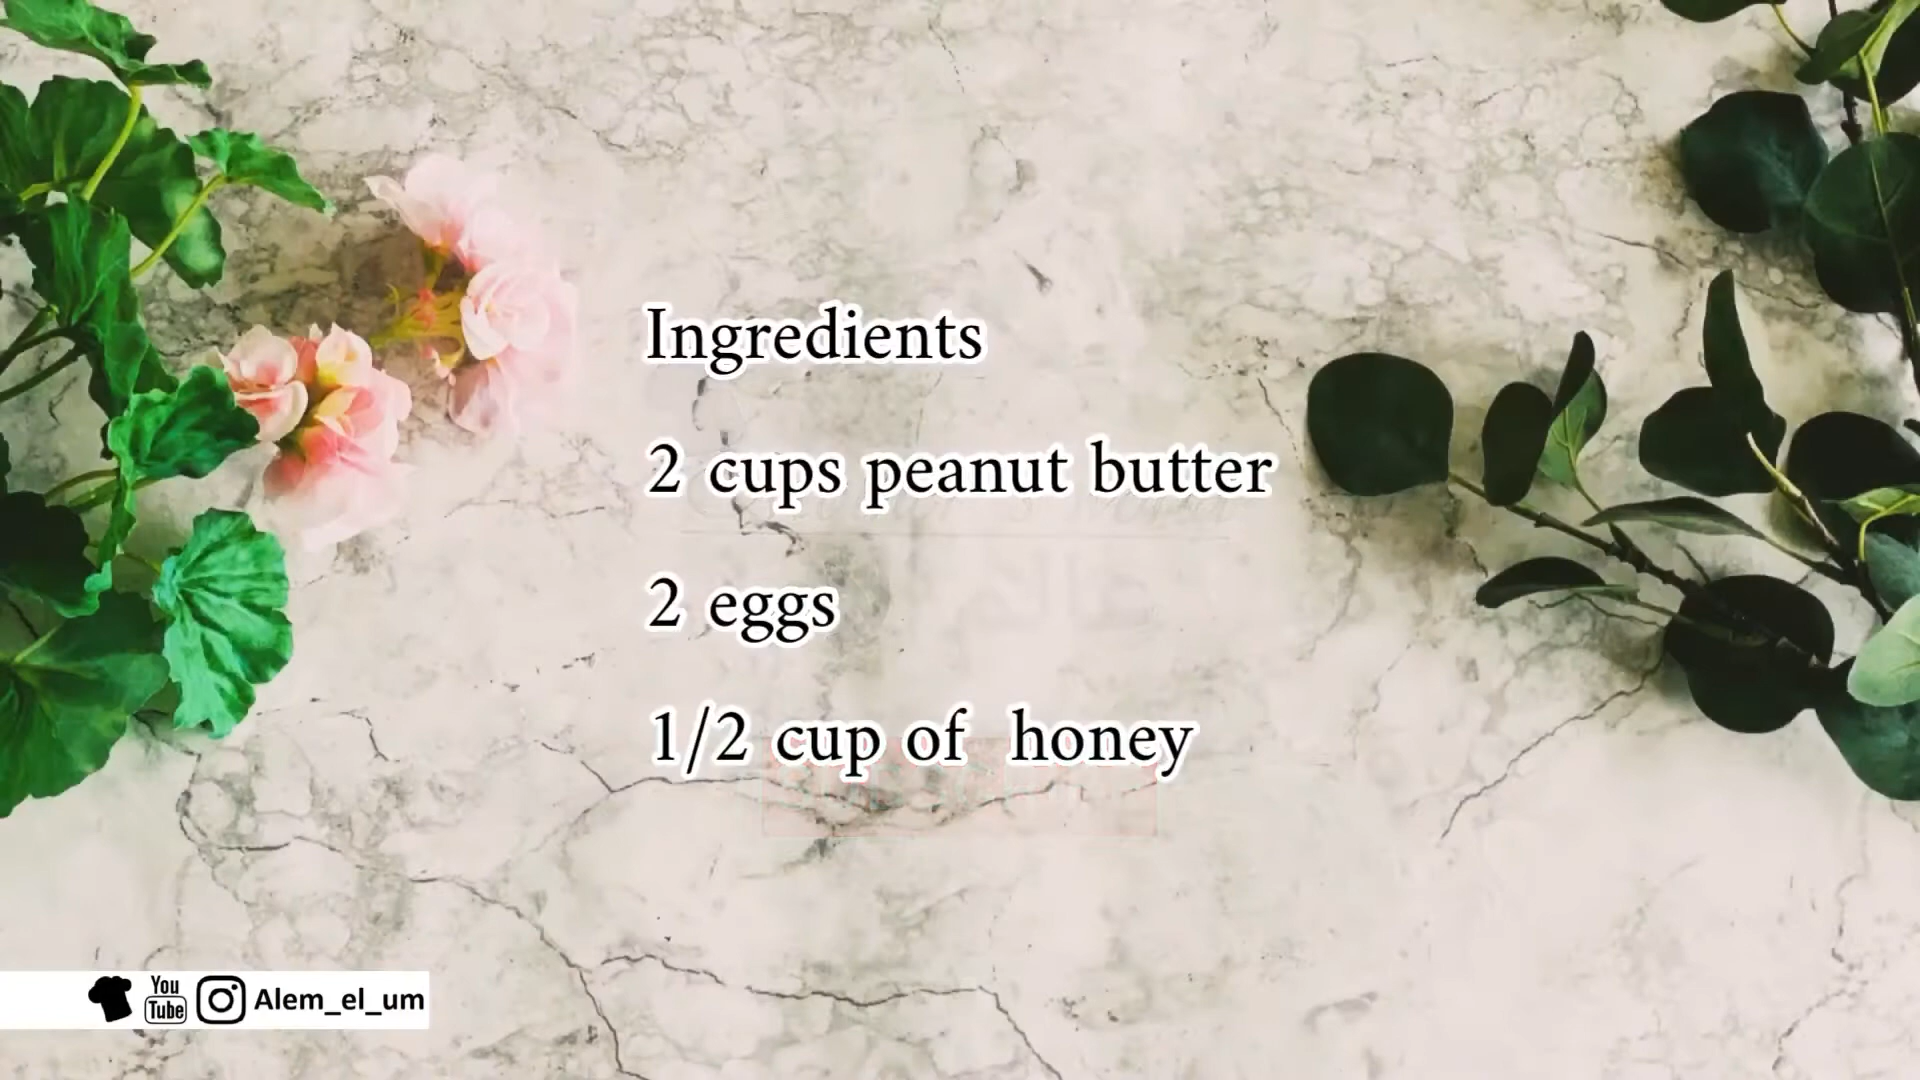 Ingredients
2 cups peanut butter
2 eggs
1/2 cup of honey
You
Tube
Alem_el_um